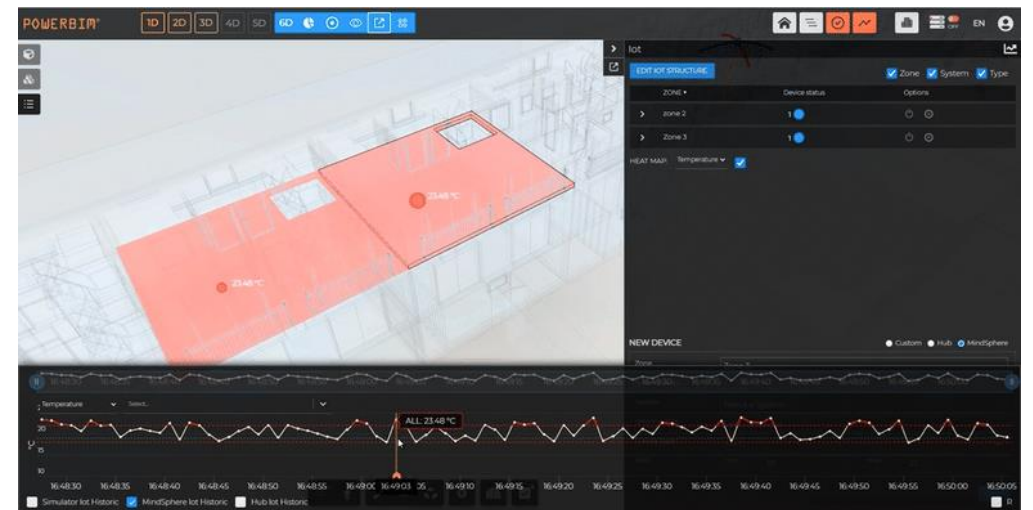 POWERBIM® 1D 2D 3D 4D 5D 6D OFF EN
Iot
EDIT IOT STRUCTURE Zone System Type
ZONE Device status Options
zone 2 1
Zone 3 1
HEAT MAP: Temperature
23.48 °C
23.48 °C
NEW DEVICE Custom Hub MindSphere
Zone
Temperature Select...
ALL: 23.48 °C
20
°C
15
10
16:48:30 16:48:35 16:48:40 16:48:45 16:48:50 16:48:55 16:49:03 16:49:10 16:49:15 16:49:20 16:49:25 16:49:30 16:49:35 16:49:40 16:49:45 16:49:50 16:49:55 16:50:00 16:50:05
Simulator Iot Historic MindSphere Iot Historic Hub Iot Historic R